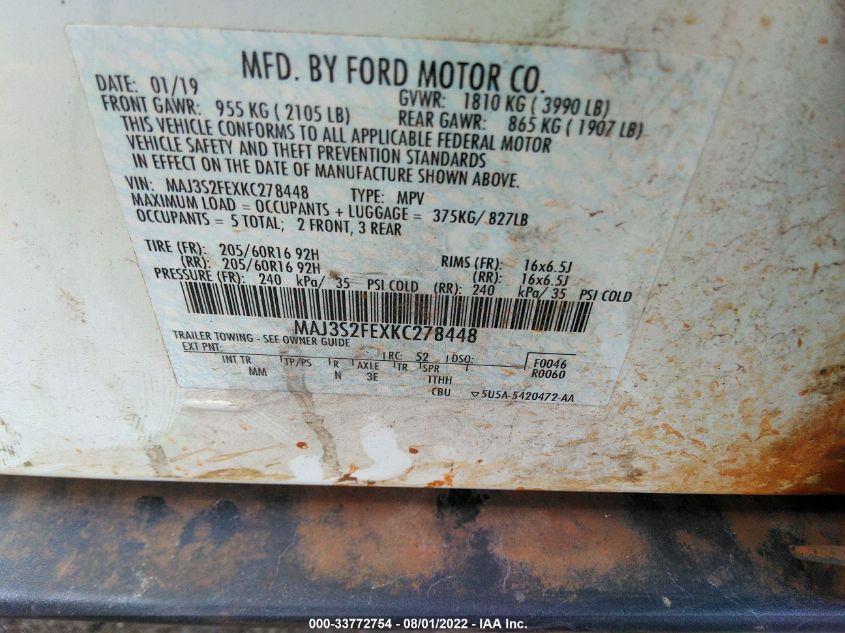 MFD. BY FORD MOTOR CO.
DATE: 01/19 GVWR: 1810 KG ( 3990 LB)
FRONT GAWR: 955 KG ( 2105 LB) REAR GAWR: 865 KG ( 1907 LB)
THIS VEHICLE CONFORMS TO ALL APPLICABLE FEDERAL MOTOR
VEHICLE SAFETY AND THEFT PREVENTION STANDARDS
IN EFFECT ON THE DATE OF MANUFACTURE SHOWN ABOVE.
VIN: MAJ3S2FEXKC278448 TYPE: MPV
MAXIMUM LOAD = OCCUPANTS + LUGGAGE = 375KG/ 827LB
OCCUPANTS = 5 TOTAL; 2 FRONT, 3 REAR
TIRE (FR): 205/60R16 92H RIMS (FR): 16x6.5J
(RR): 205/60R16 92H (RR): 16x6.5J
PRESSURE (FR): 240 kPa/ 35 PSI COLD (RR): 240 kPa/ 35 PSI COLD
MAJ3S2FEXKC278448
TRAILER TOWING - SEE OWNER GUIDE
EXT PNT: RC: 52 DSO: F0046
INT TR TP/PS R AXLE TR SPR R0060
MM N 3E TTHH
CBU ▽5U5A-5420472-AA
000-33772754 - 08/01/2022 - IAA Inc.